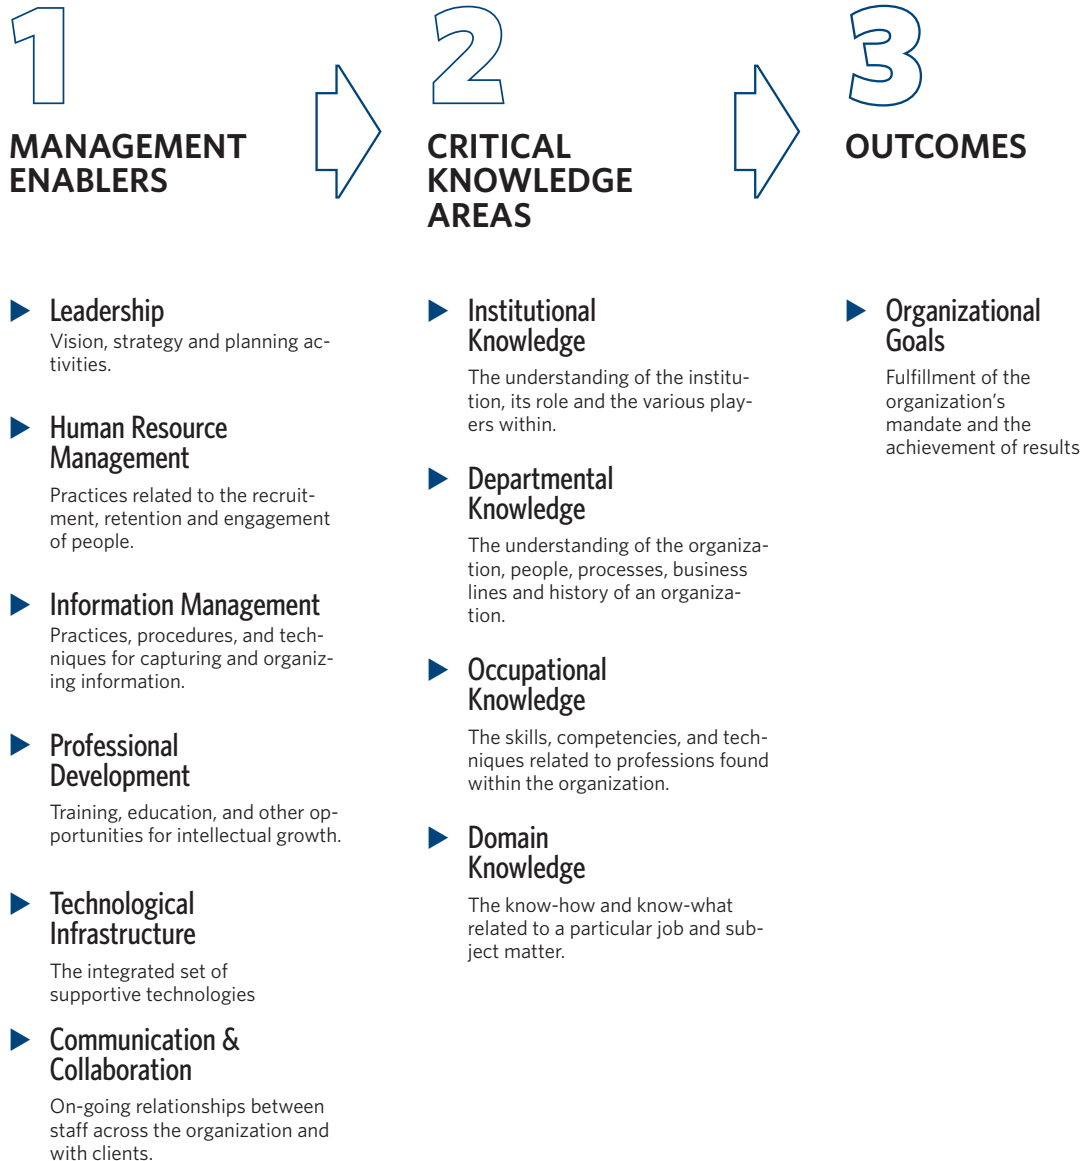 1
MANAGEMENT
ENABLERS
Leadership
Vision, strategy and planning ac-
tivities.
Human Resource
Management
Practices related to the recruit-
ment, retention and engagement
of people.
Information Management
Practices, procedures, and tech-
niques for capturing and organiz-
ing information.
Professional
Development
Training, education, and other op-
portunities for intellectual growth.
Technological
Infrastructure
The integrated set of
supportive technologies
Communication &
Collaboration
On-going relationships between
staff across the organization and
with clients.
2
CRITICAL
KNOWLEDGE
AREAS
Institutional
Knowledge
The understanding of the institu-
tion, its role and the various play-
ers within.
Departmental
Knowledge
The understanding of the organiza-
tion, people, processes, business
lines and history of an organiza-
tion.
Occupational
Knowledge
The skills, competencies, and tech-
niques related to professions found
within the organization.
Domain
Knowledge
The know-how and know-what
related to a particular job and sub-
ject matter.
3
OUTCOMES
Organizational
Goals
Fulfillment of the
organization’s
mandate and the
achievement of results